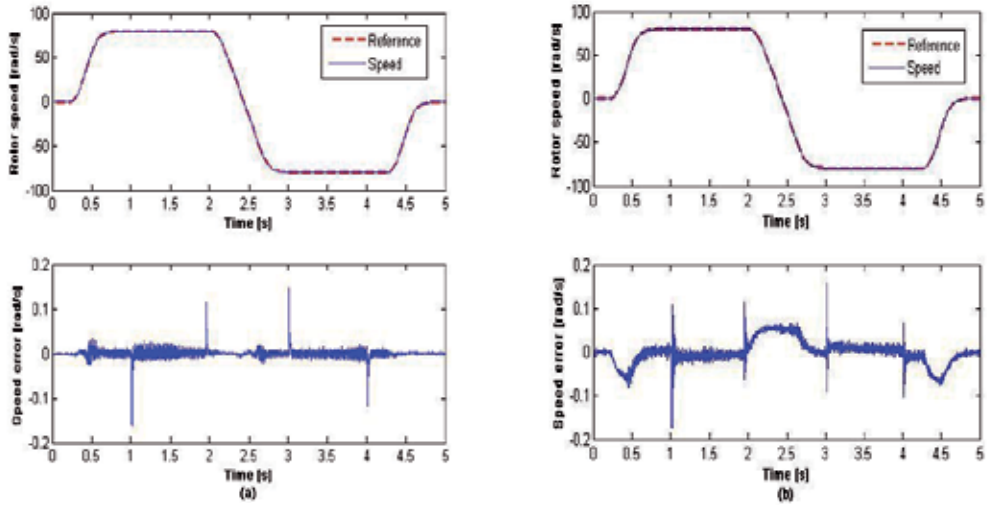 100
50
0
-50
-100
Rotor speed [rad/s]
Reference
Speed
0 0.5 1 1.5 2 2.5 3 3.5 4 4.5 5
Time [s]
0.2
0.1
0
-0.1
-0.2
Speed error [rad/s]
0 0.5 1 1.5 2 2.5 3 3.5 4 4.5 5
Time [s]
(a)
100
50
0
-50
-100
Rotor speed [rad/s]
Reference
Speed
0 0.5 1 1.5 2 2.5 3 3.5 4 4.5 5
Time [s]
0.2
0.1
0
-0.1
-0.2
Speed error [rad/s]
0 0.5 1 1.5 2 2.5 3 3.5 4 4.5 5
Time [s]
(b)